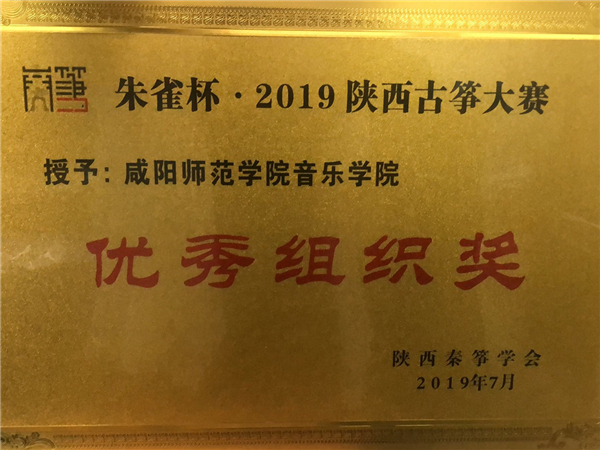 秦筝
朱雀杯·2019陕西古筝大赛
授予：咸阳师范学院音乐学院
优秀组织奖
陕西秦筝学会
2019年7月